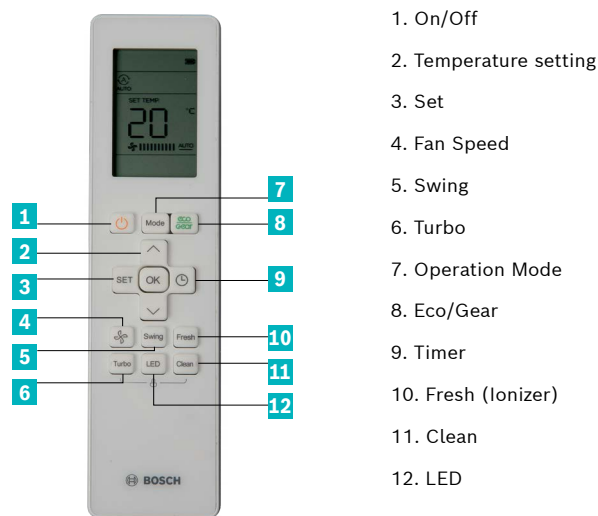 AUTO
SET TEMP.
20 °C
AUTO
Mode
eco
gear
SET
OK
Swing
Fresh
Turbo
LED
Clean
BOSCH
1
2
3
4
5
6
7
8
9
10
11
12
1. On/Off
2. Temperature setting
3. Set
4. Fan Speed
5. Swing
6. Turbo
7. Operation Mode
8. Eco/Gear
9. Timer
10. Fresh (Ionizer)
11. Clean
12. LED